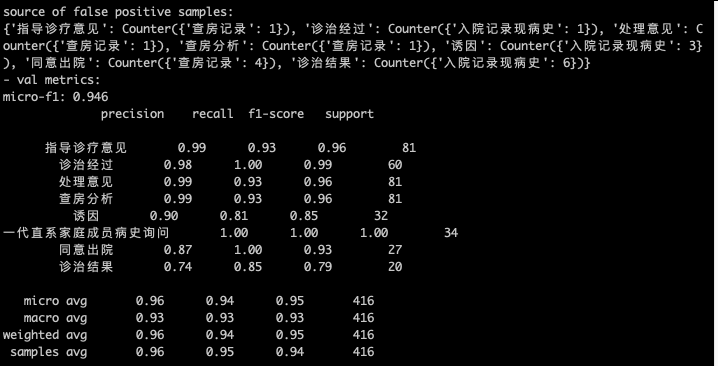 source of false positive samples:
{'指导诊疗意见': Counter({'查房记录': 1}), '诊治经过': Counter({'入院记录现病史': 1}), '处理意见': C
ounter({'查房记录': 1}), '查房分析': Counter({'查房记录': 1}), '诱因': Counter({'入院记录现病史': 3}
), '同意出院': Counter({'查房记录': 4}), '诊治结果': Counter({'入院记录现病史': 6})}
- val metrics:
micro-f1: 0.946
precision recall f1-score support
指导诊疗意见 0.99 0.93 0.96 81
诊治经过 0.98 1.00 0.99 60
处理意见 0.99 0.93 0.96 81
查房分析 0.99 0.93 0.96 81
诱因 0.90 0.81 0.85 32
一代直系家庭成员病史询问 1.00 1.00 1.00 34
同意出院 0.87 1.00 0.93 27
诊治结果 0.74 0.85 0.79 20
micro avg 0.96 0.94 0.95 416
macro avg 0.93 0.93 0.93 416
weighted avg 0.96 0.94 0.95 416
samples avg 0.96 0.95 0.94 416